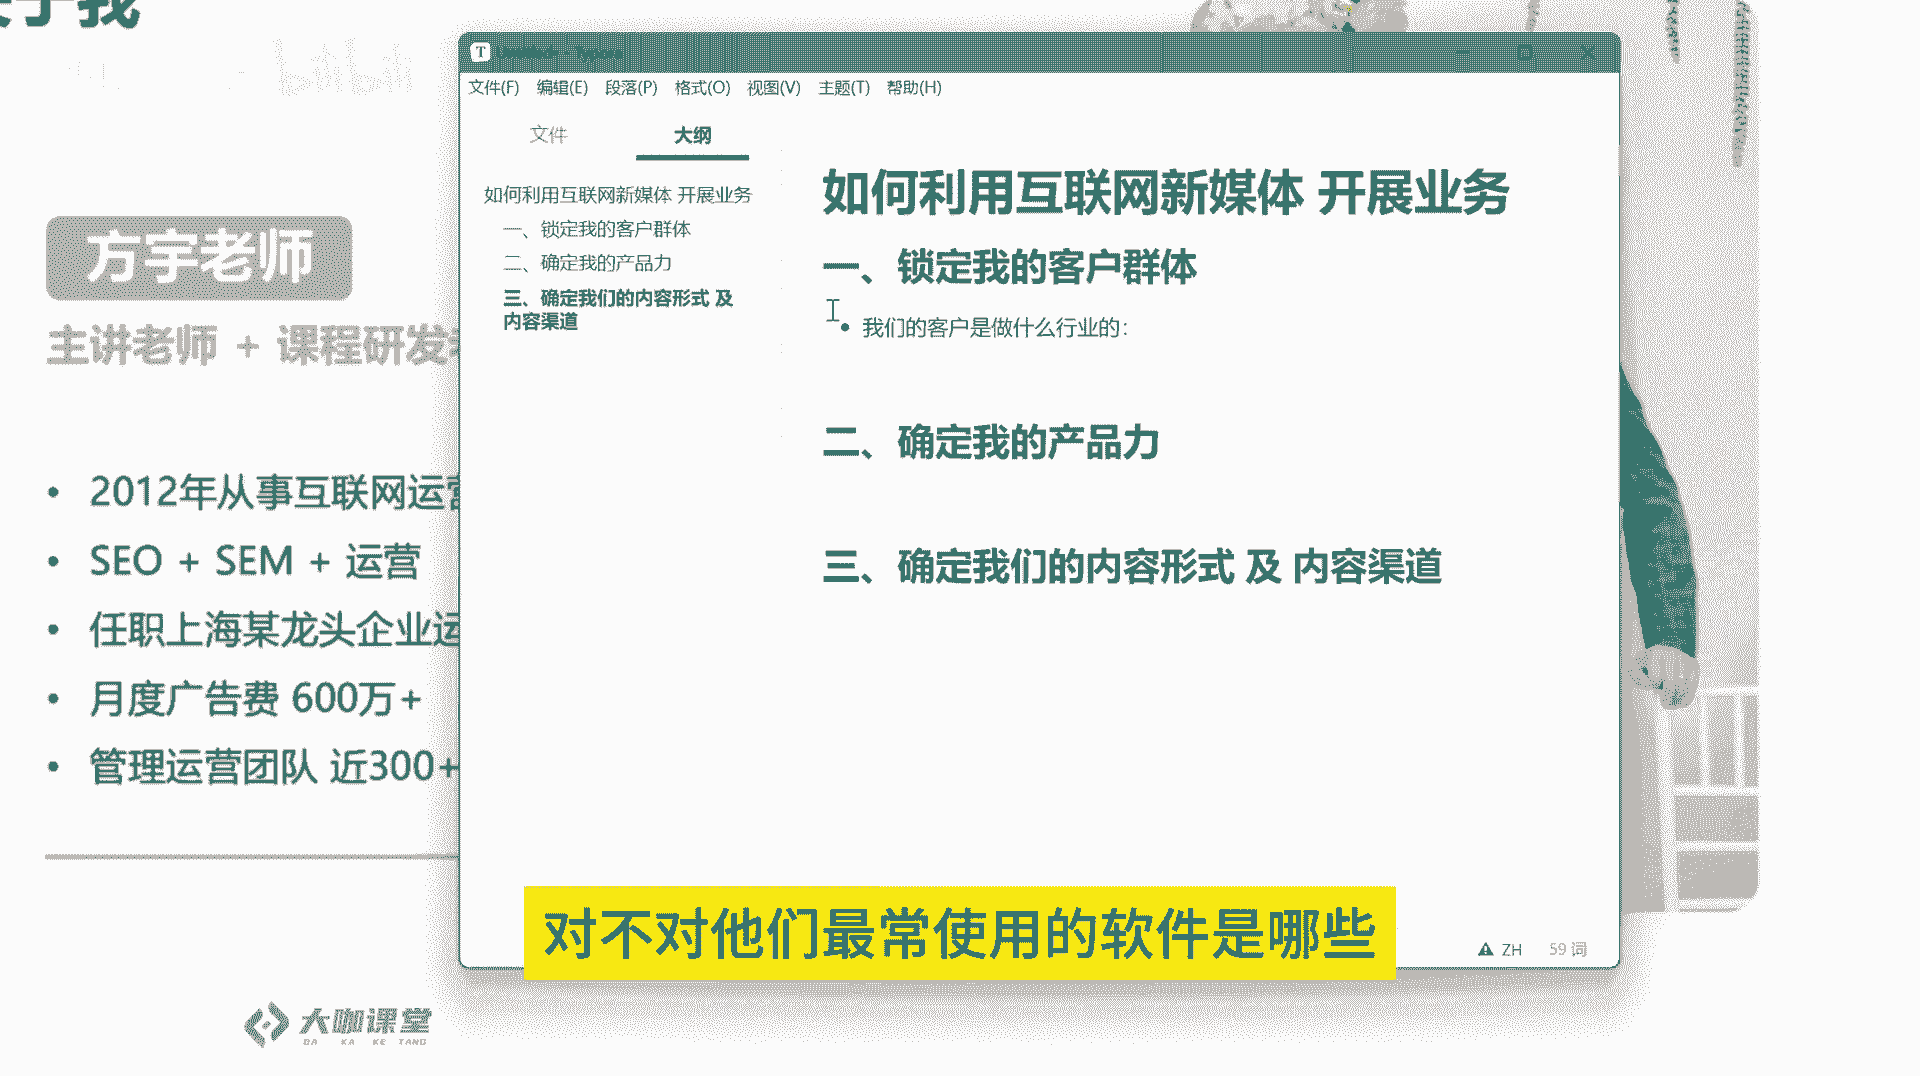 bilibili
方宇老师
主讲老师 + 课程研发
2012年从事互联网运营
SEO + SEM + 运营
任职上海某龙头企业运
月度广告费 600万+
管理运营团队 近300+
大咖课堂
DA KA KE TANG
文件(F) 编辑(E) 段落(P) 格式(O) 视图(V) 主题(T) 帮助(H)
文件 大纲
如何利用互联网新媒体 开展业务
一、锁定我的客户群体
二、确定我的产品力
三、确定我们的内容形式 及
内容渠道
如何利用互联网新媒体 开展业务
一、锁定我的客户群体
我们的客户是做什么行业的：
二、确定我的产品力
三、确定我们的内容形式 及 内容渠道
ZH 59 词
对不对他们最常使用的软件是哪些